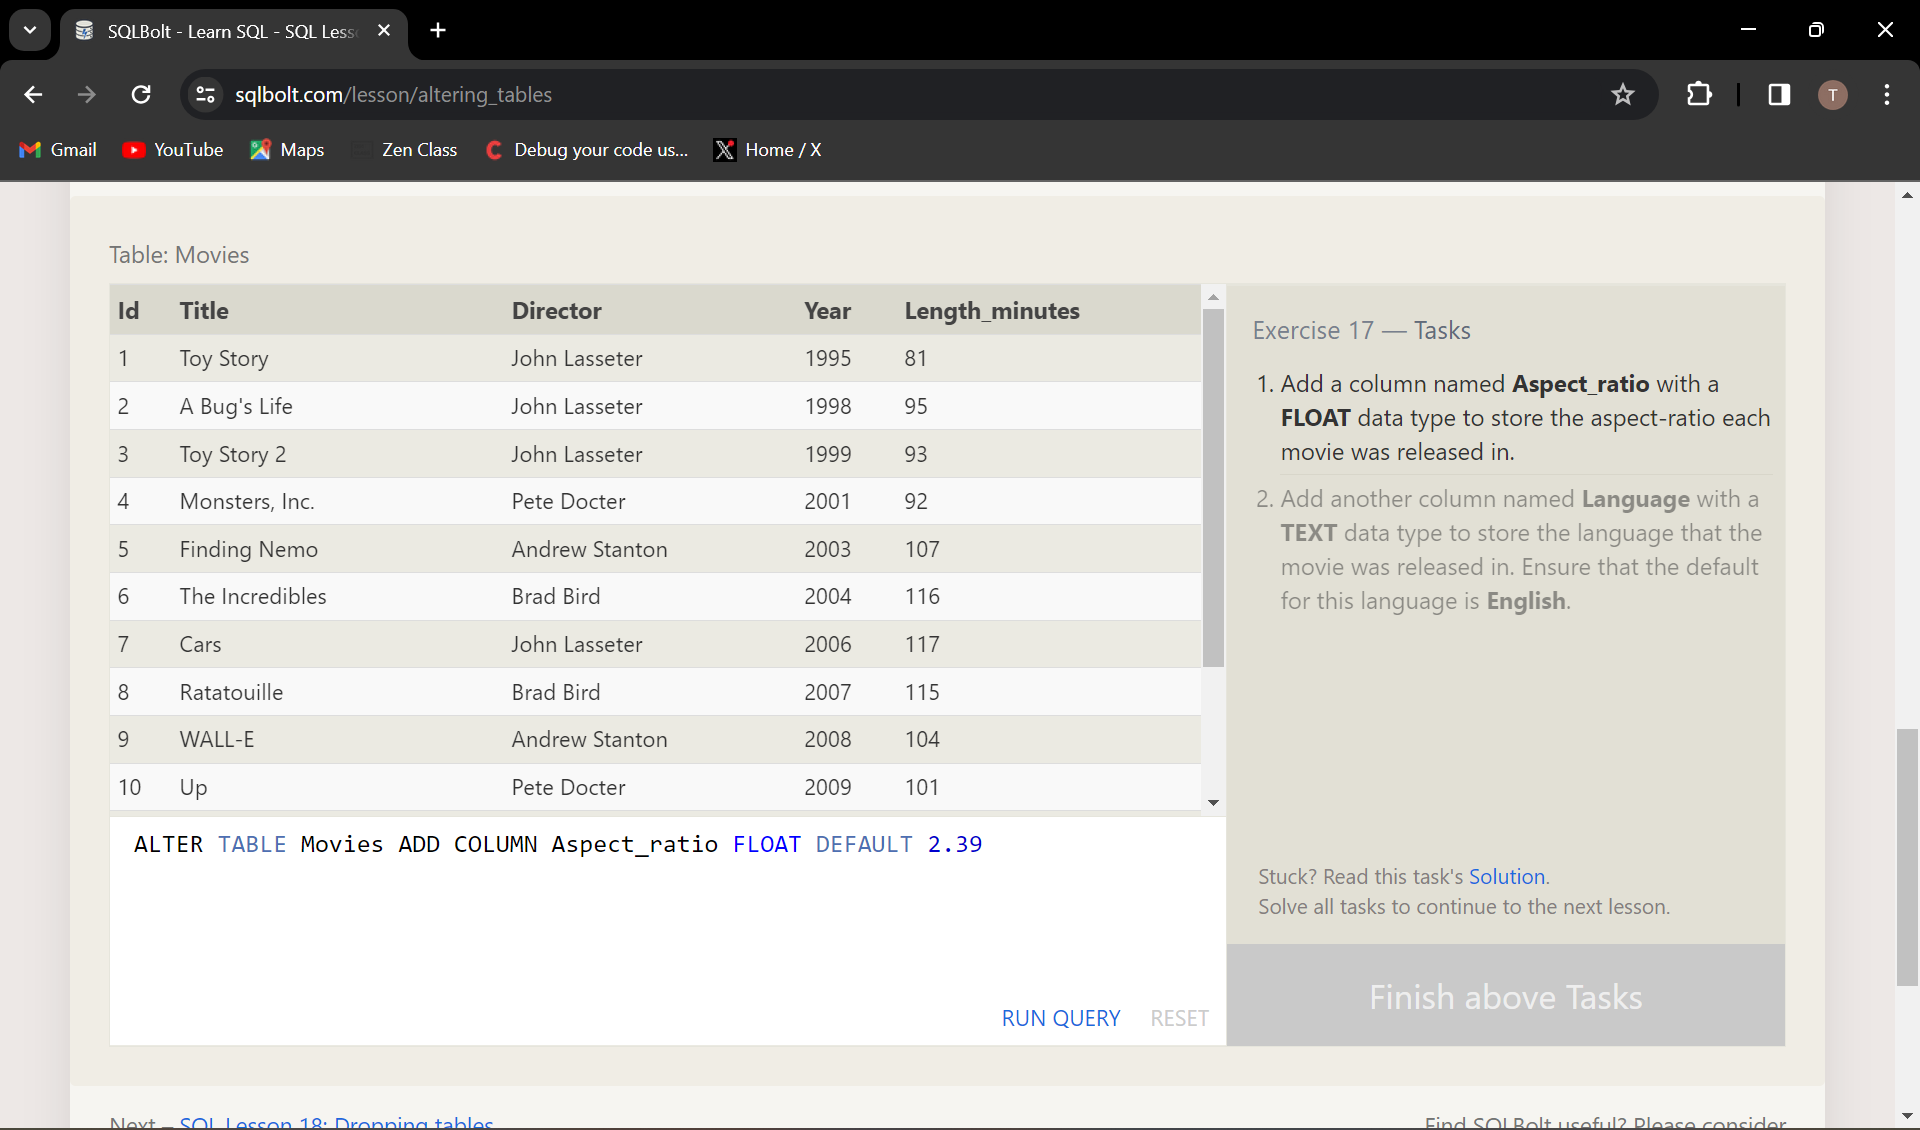 SQLBolt - Learn SQL - SQL Less
sqlbolt.com/lesson/altering_tables
T
Gmail YouTube Maps Zen Class Debug your code us... Home / X
Table: Movies
Id Title Director Year Length_minutes
1 Toy Story John Lasseter 1995 81
2 A Bug's Life John Lasseter 1998 95
3 Toy Story 2 John Lasseter 1999 93
4 Monsters, Inc. Pete Docter 2001 92
5 Finding Nemo Andrew Stanton 2003 107
6 The Incredibles Brad Bird 2004 116
7 Cars John Lasseter 2006 117
8 Ratatouille Brad Bird 2007 115
9 WALL-E Andrew Stanton 2008 104
10 Up Pete Docter 2009 101
ALTER TABLE Movies ADD COLUMN Aspect_ratio FLOAT DEFAULT 2.39
RUN QUERY RESET
Exercise 17 — Tasks
1. Add a column named Aspect_ratio with a
FLOAT data type to store the aspect-ratio each
movie was released in.
2. Add another column named Language with a
TEXT data type to store the language that the
movie was released in. Ensure that the default
for this language is English.
Stuck? Read this task's Solution.
Solve all tasks to continue to the next lesson.
Finish above Tasks
Next – SQL Lesson 18: Dropping tables
Find SQLBolt useful? Please consider